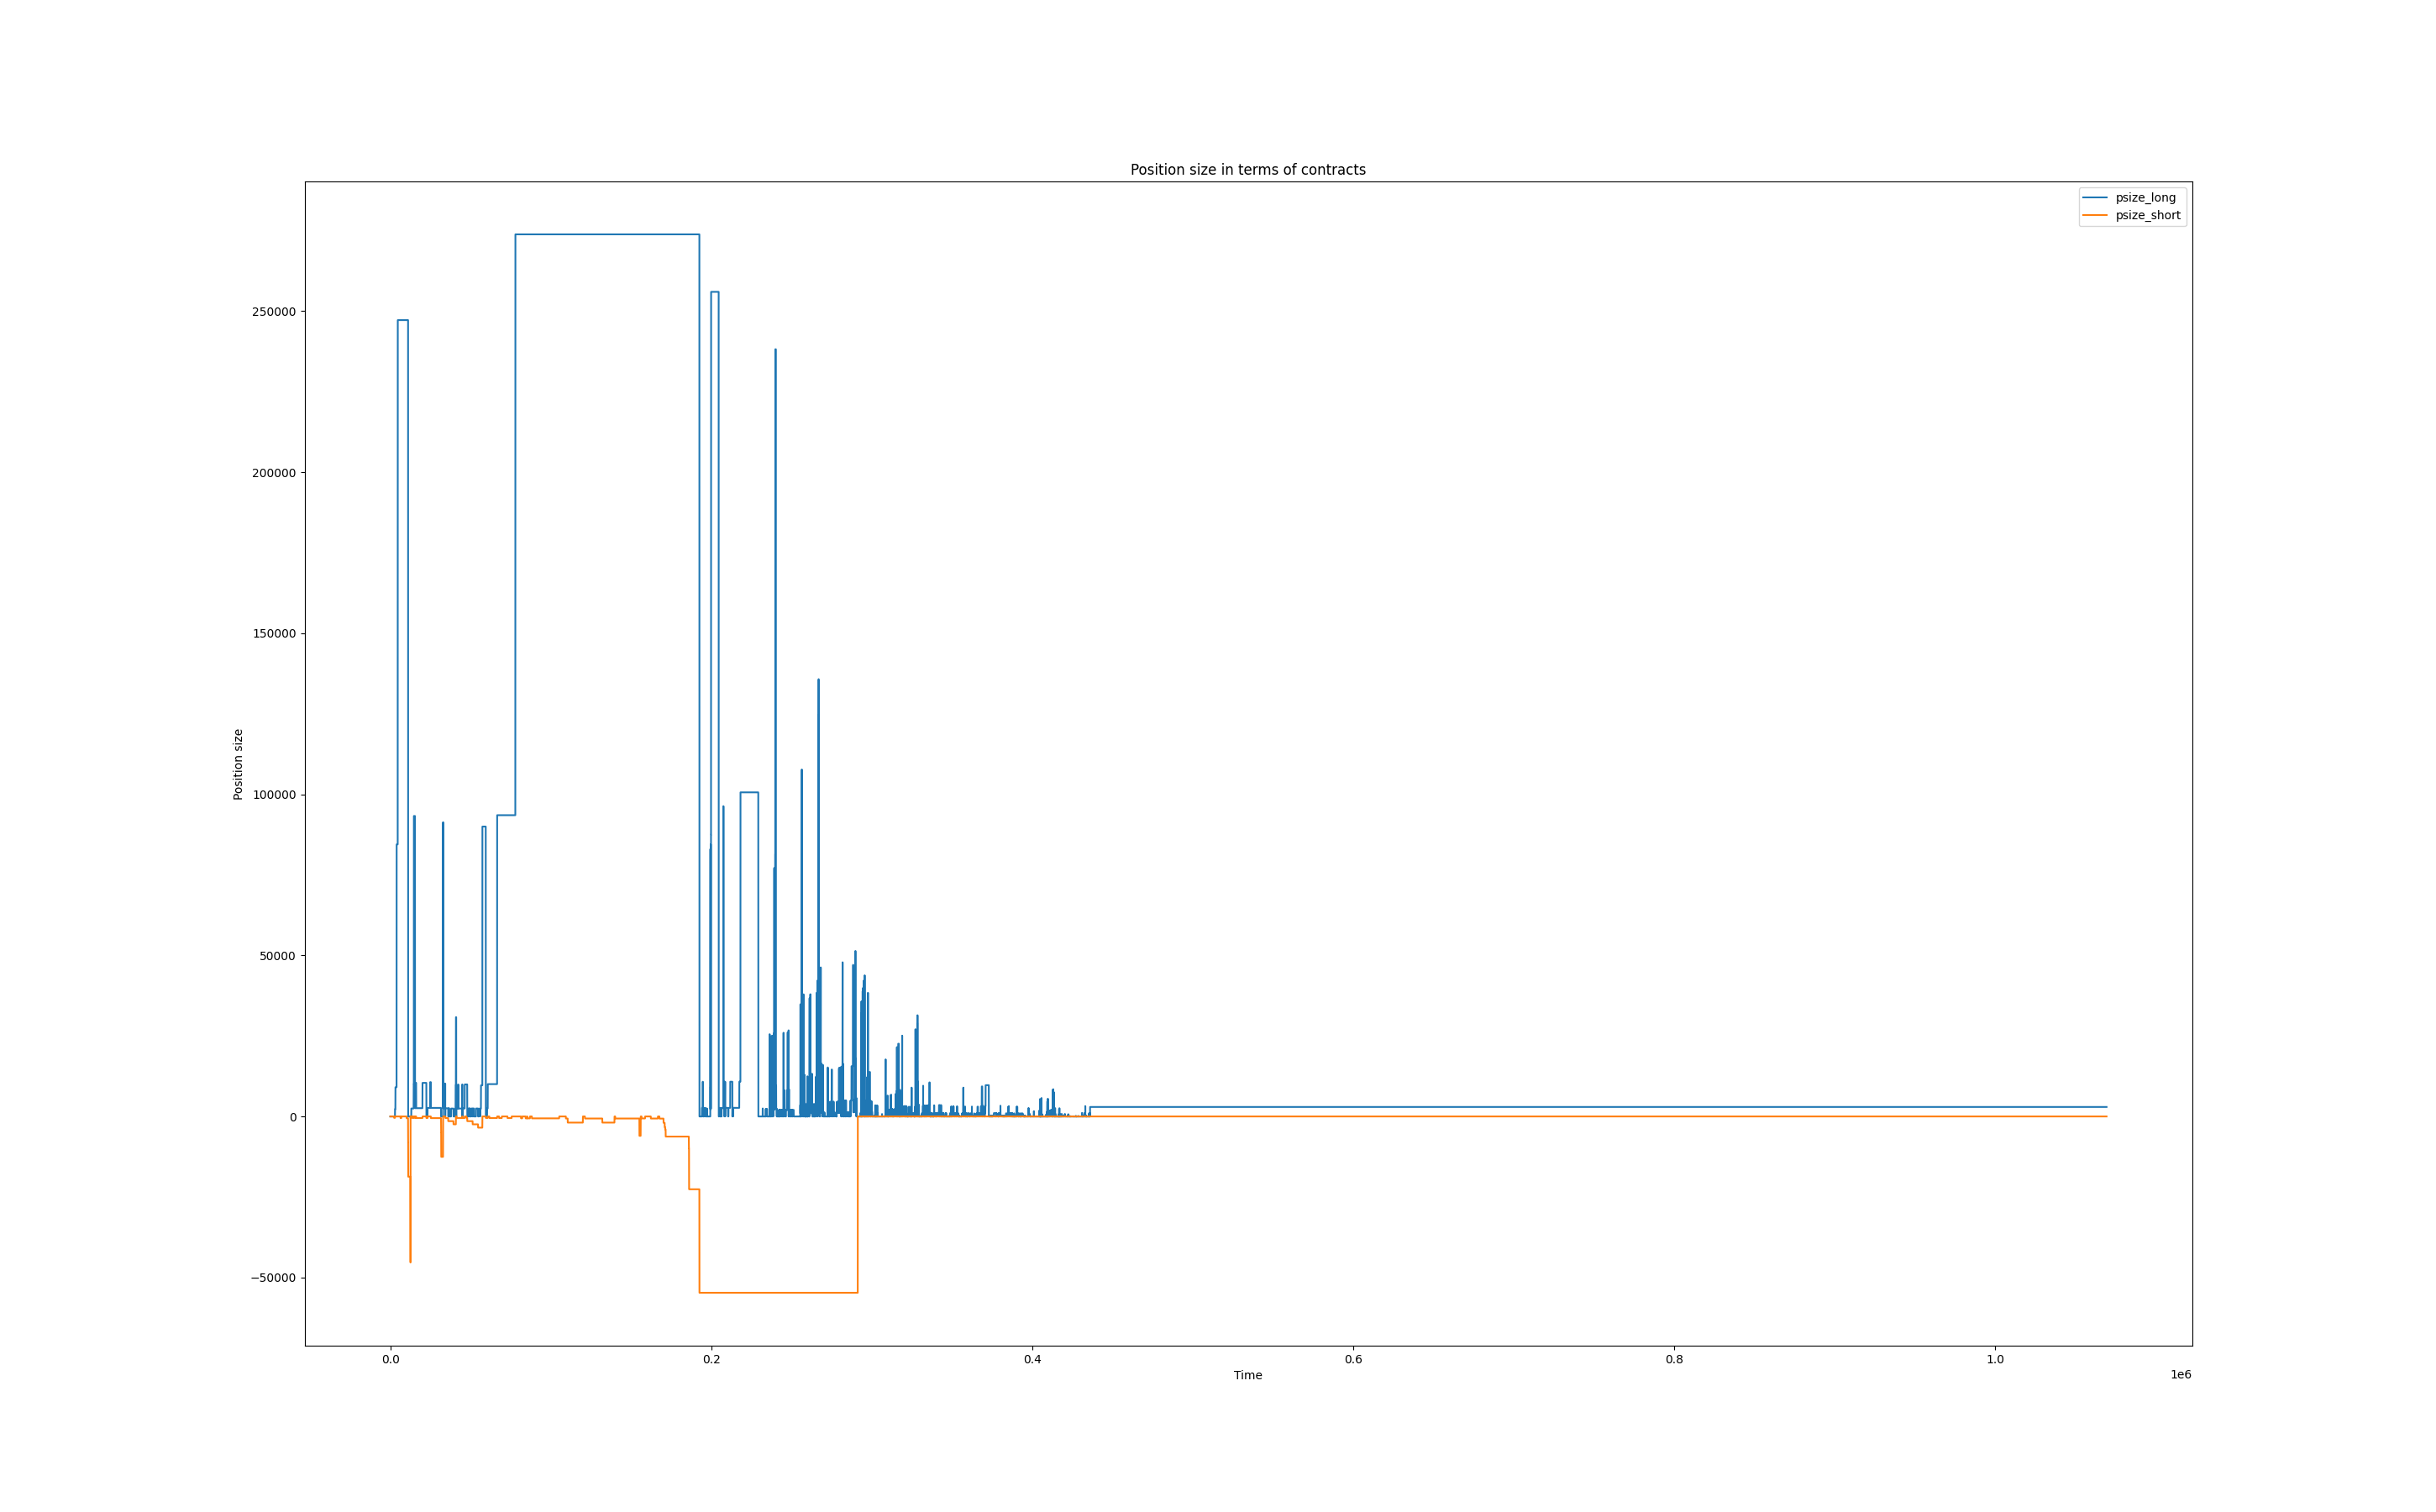 Position size in terms of contracts
psize_long
psize_short
Position size
250000
200000
150000
100000
50000
0
−50000
0.0 0.2 0.4 0.6 0.8 1.0
Time
1e6